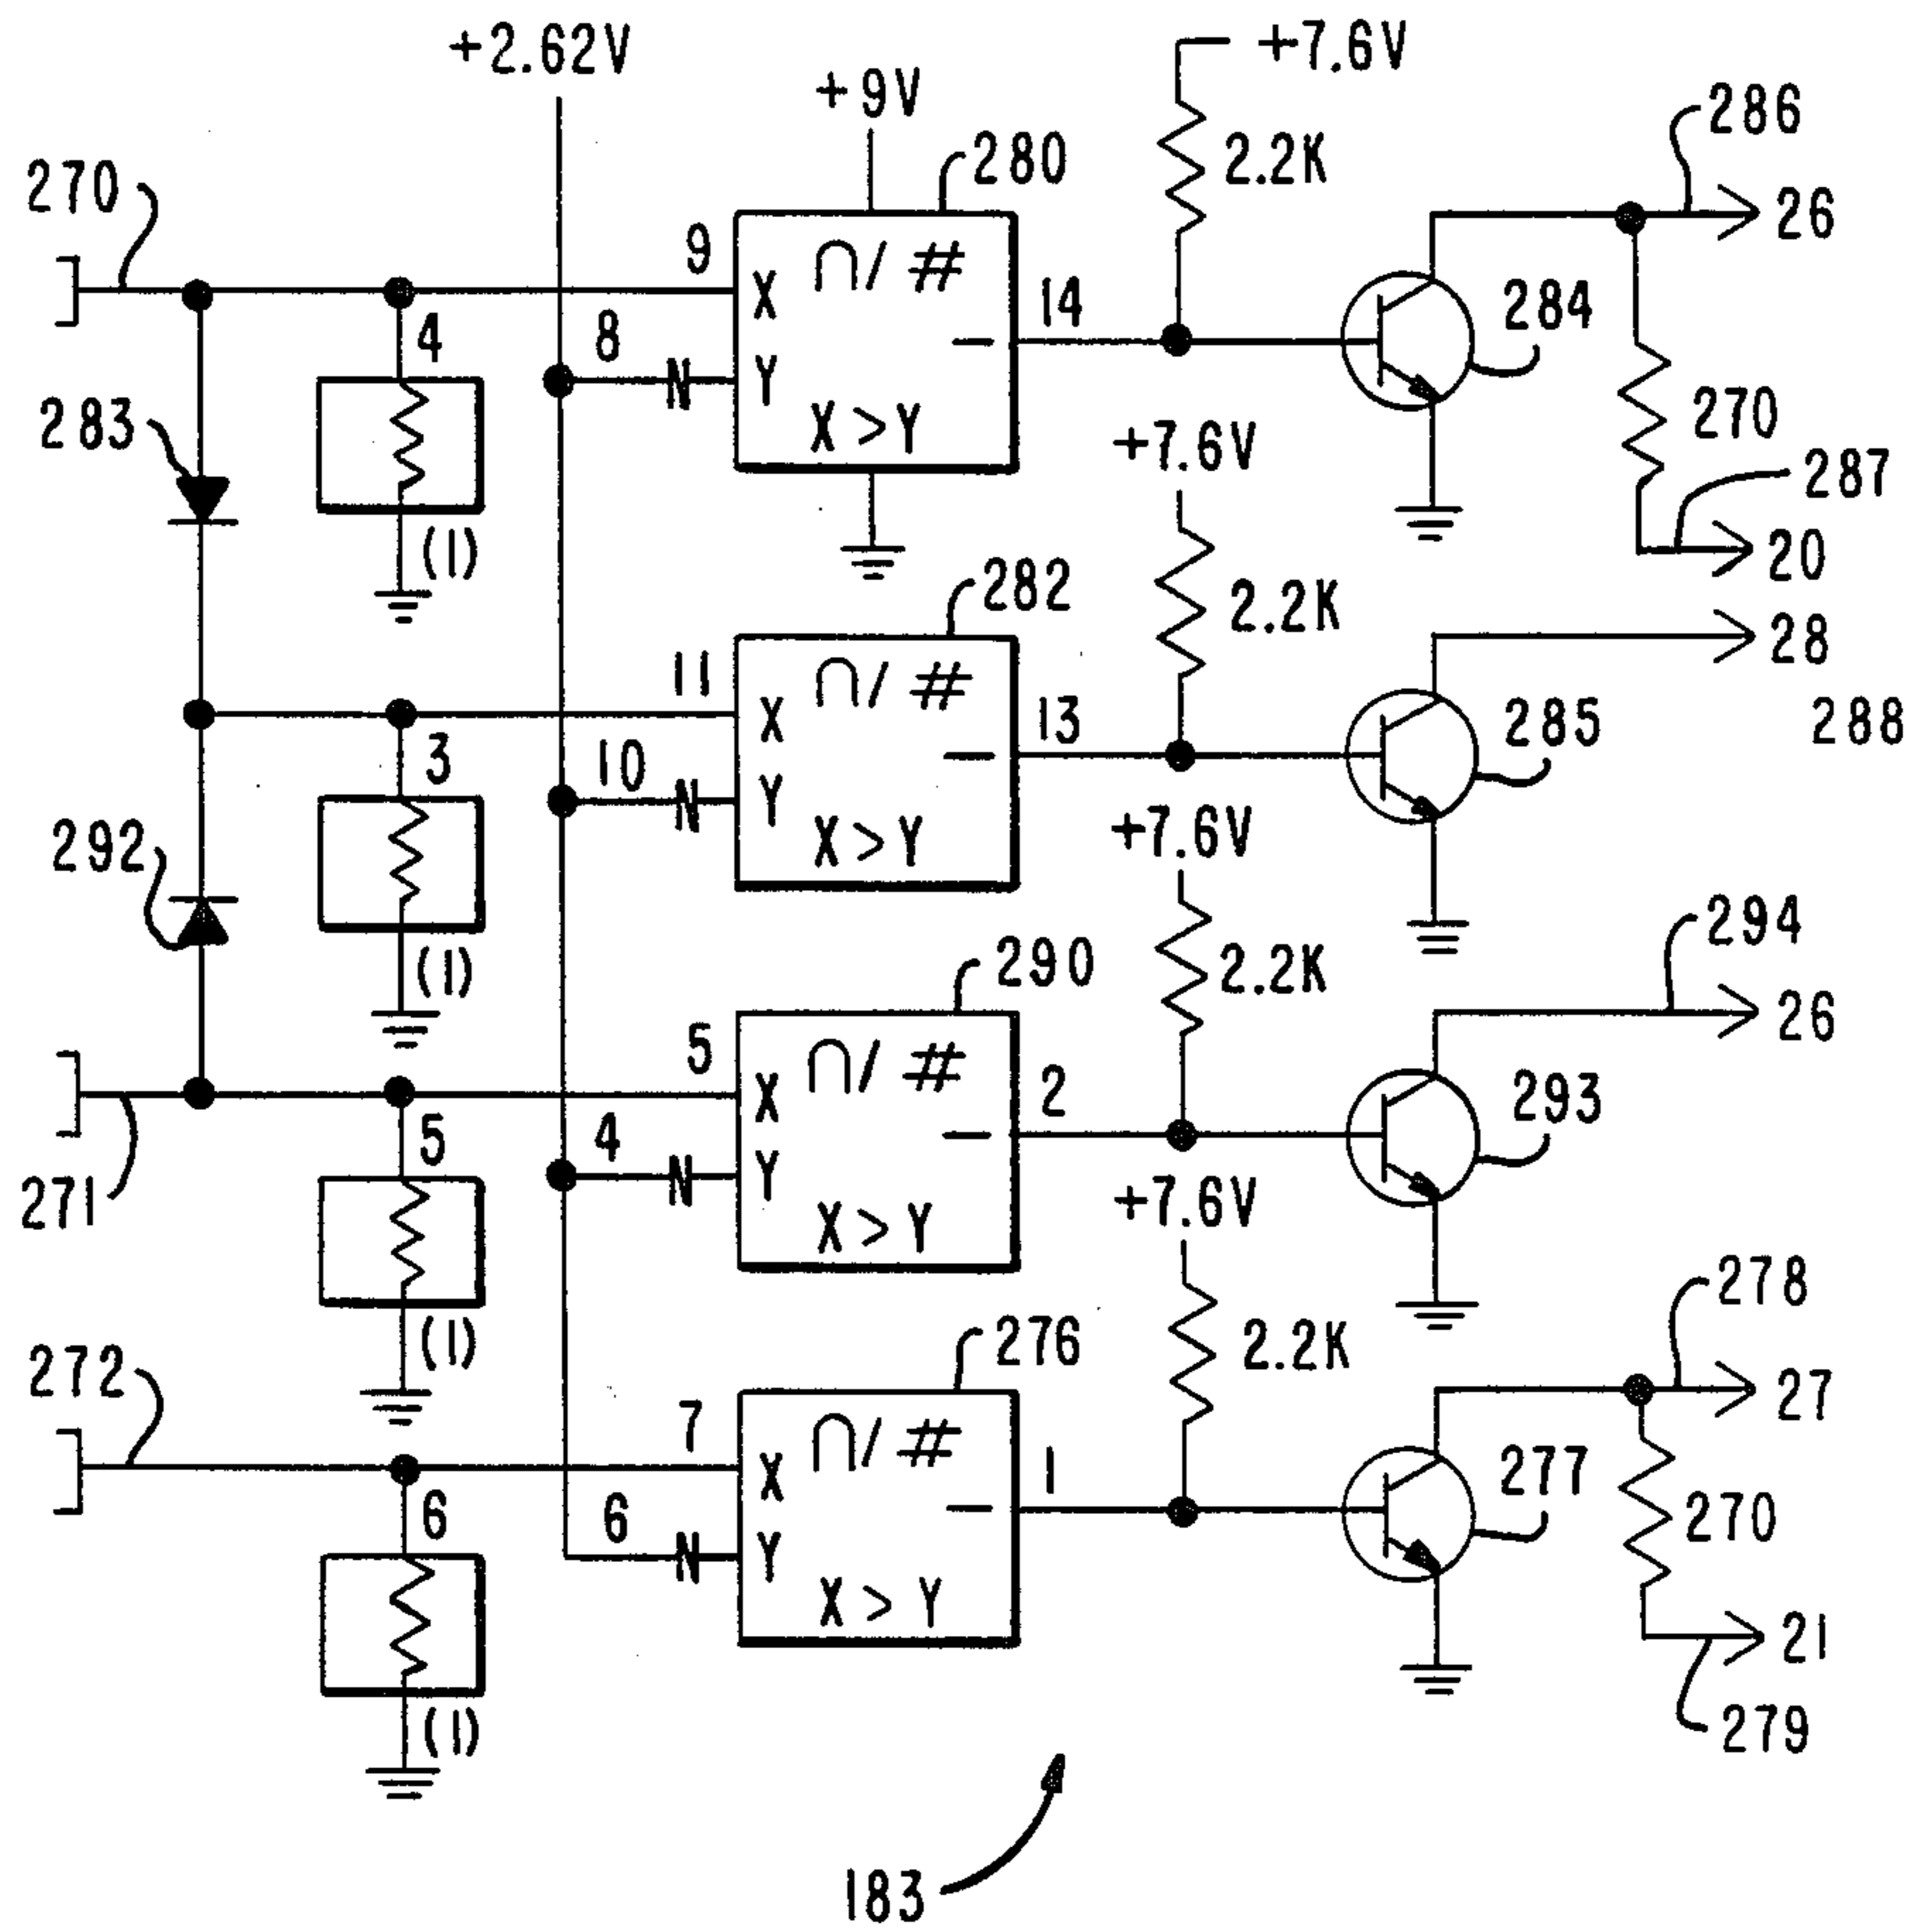 +2.62V
+7.6V
+9V
286
280
2.2K
270
26
9
∩/ #
X
14
284
4
8
N
Y
X > Y
270
283
+7.6V
287
(1)
20
282
2.2K
28
11
∩/ #
X
13
285
288
3
10
N
Y
X > Y
+7.6V
292
294
(1)
290
2.2K
26
5
∩/ #
X
2
293
5
4
N
Y
X > Y
+7.6V
271
278
(1)
276
2.2K
272
27
7
∩/ #
X
1
277
6
6
N
Y
X > Y
270
21
(1)
279
183